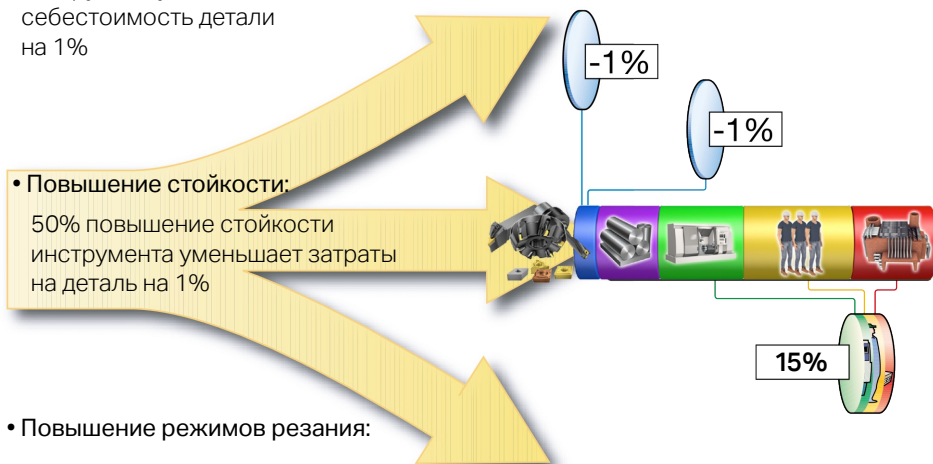 себестоимость детали
на 1%
-1%
-1%
• Повышение стойкости:
50% повышение стойкости
инструмента уменьшает затраты
на деталь на 1%
15%
• Повышение режимов резания: